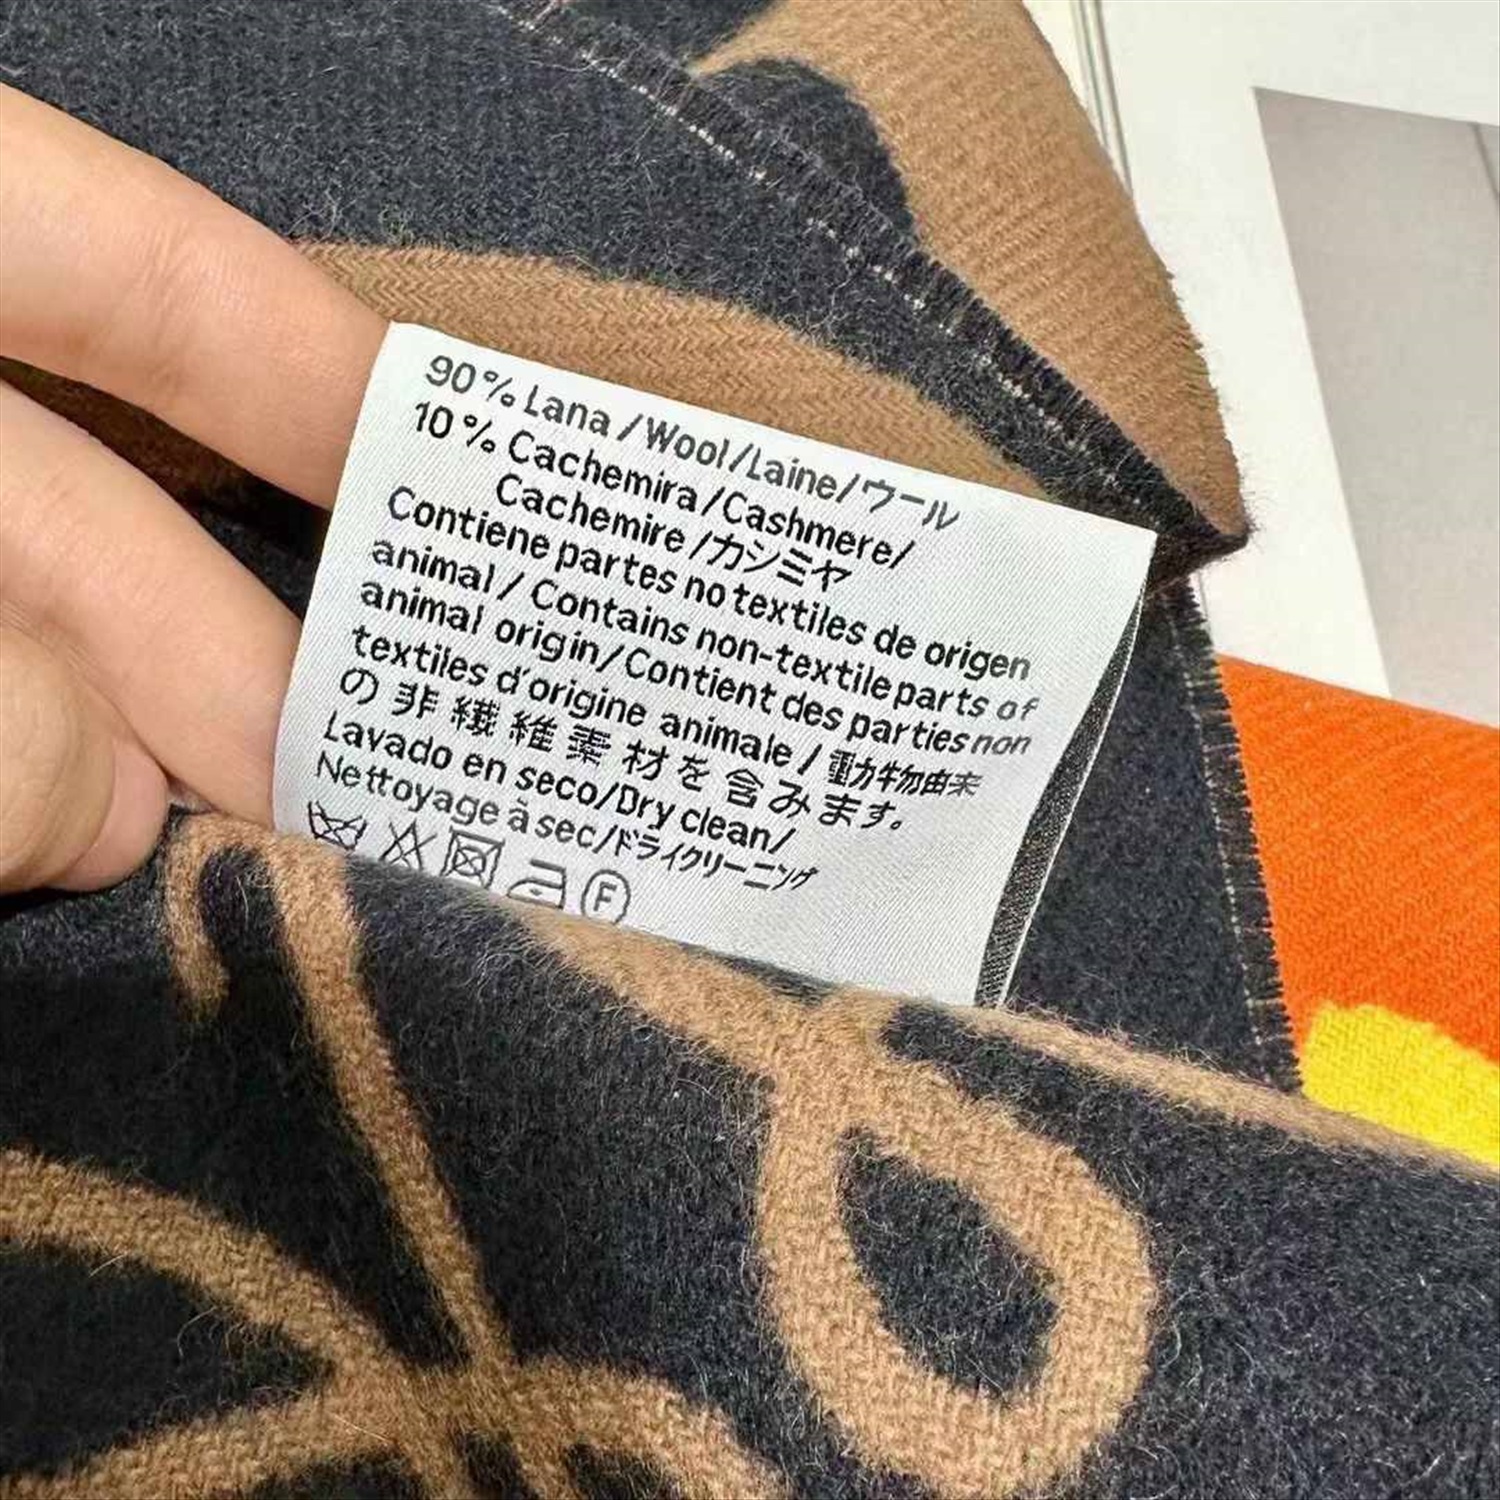 90% Lana/Wool/Laine/ウール
10% Cachemira/Cashmere/
Cachemire/カシミヤ
Contiene partes no textiles de origen
animal/Contains non-textile parts of
animal origin/Contient des parties non
textiles d'origine animale/動物由来
の非繊維素材を含みます。
Lavado en seco/Dry clean/
Nettoyage à sec/ドライクリーニング
F